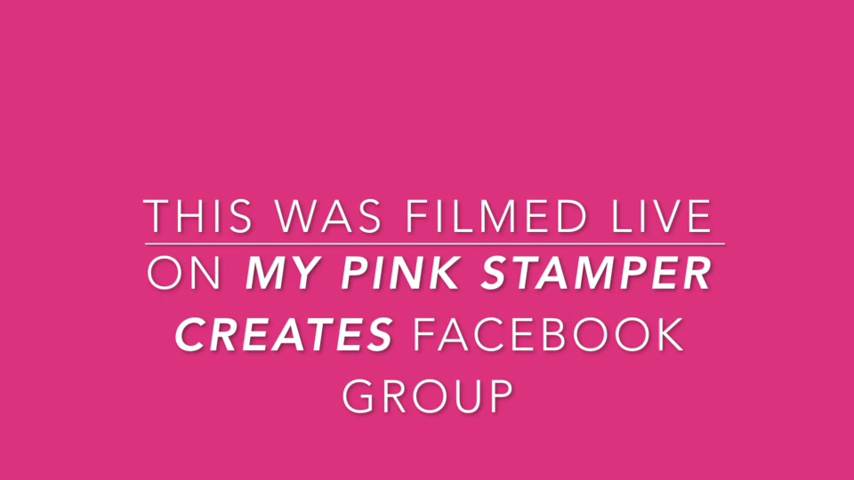 THIS WAS FILMED LIVE
ON MY PINK STAMPER
CREATES FACEBOOK
GROUP